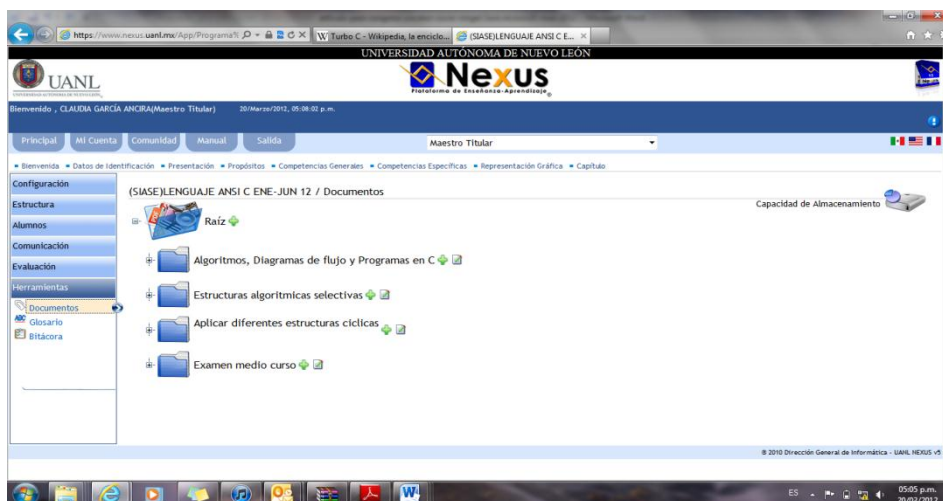 https://www.nexus.uanl.mx/App/Programa
W Turbo C - Wikipedia, la enciclo...
(SIASE)LENGUAJE ANSI C E...
UNIVERSIDAD AUTÓNOMA DE NUEVO LEÓN
UANL
Nexus
Plataforma de Enseñanza-Aprendizaje
Bienvenido , CLAUDIA GARCÍA ANCIRA(Maestro Titular) 20/Marzo/2012, 05:08:02 p.m.
Principal Mi Cuenta Comunidad Manual Salida Maestro Titular
Bienvenida Datos de Identificación Presentación Propósitos Competencias Generales Competencias Específicas Representación Gráfica Capítulo
Configuración
(SIASE)LENGUAJE ANSI C ENE-JUN 12 / Documentos
Estructura
Capacidad de Almacenamiento
Alumnos
Raíz
Comunicación
Evaluación
Algoritmos, Diagramas de flujo y Programas en C
Herramientas
Estructuras algoritmicas selectivas
Documentos
ABC Glosario
Aplicar diferentes estructuras cíclicas
Bitácora
Examen medio curso
© 2010 Dirección General de Informática - UANL NEXUS v5
ES
05:05 p.m.
20/03/2012